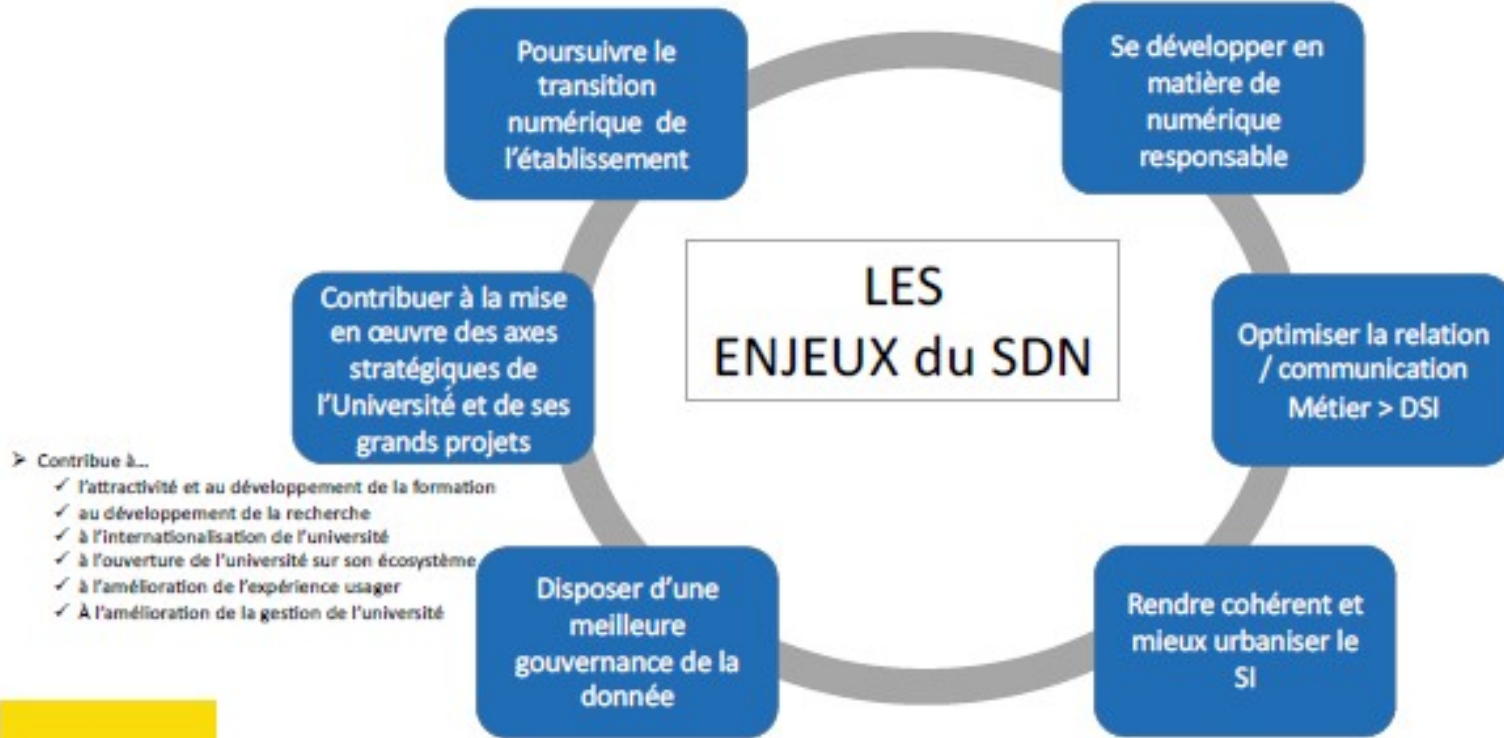 Poursuivre le
transition
numérique de
l'établissement
Se développer en
matière de
numérique
responsable
LES
ENJEUX du SDN
Contribuer à la mise
en œuvre des axes
stratégiques de
l'Université et de ses
grands projets
Optimiser la relation
/ communication
Métier > DSI
➤ Contribue à...
✓ l'attractivité et au développement de la formation
✓ au développement de la recherche
✓ à l'internationalisation de l'université
✓ à l'ouverture de l'université sur son écosystème
✓ à l'amélioration de l'expérience usager
✓ À l'amélioration de la gestion de l'université
Disposer d'une
meilleure
gouvernance de la
donnée
Rendre cohérent et
mieux urbaniser le
SI